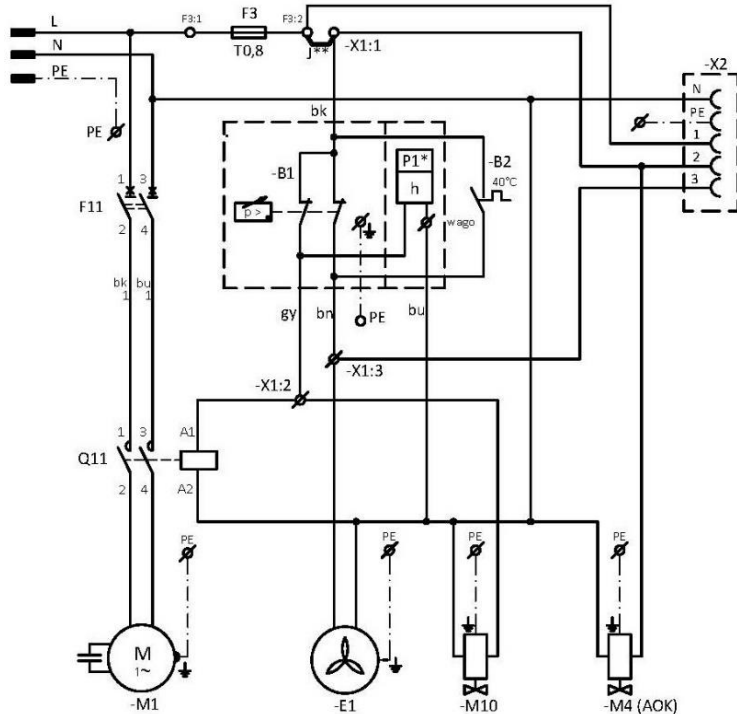 L
F3:1
F3
F3:2
T0,8
J**
-X1:1
N
PE
-X2
N
PE
1
2
3
PE
bk
-B1
P1*
h
-B2
40°C
p >
wago
1
3
F11
2
4
bk
1
bu
1
gy
bn
PE
bu
-X1:3
-X1:2
1
3
A1
Q11
2
4
A2
PE
PE
PE
PE
M
1~
-M1
-E1
-M10
-M4 (AOK)